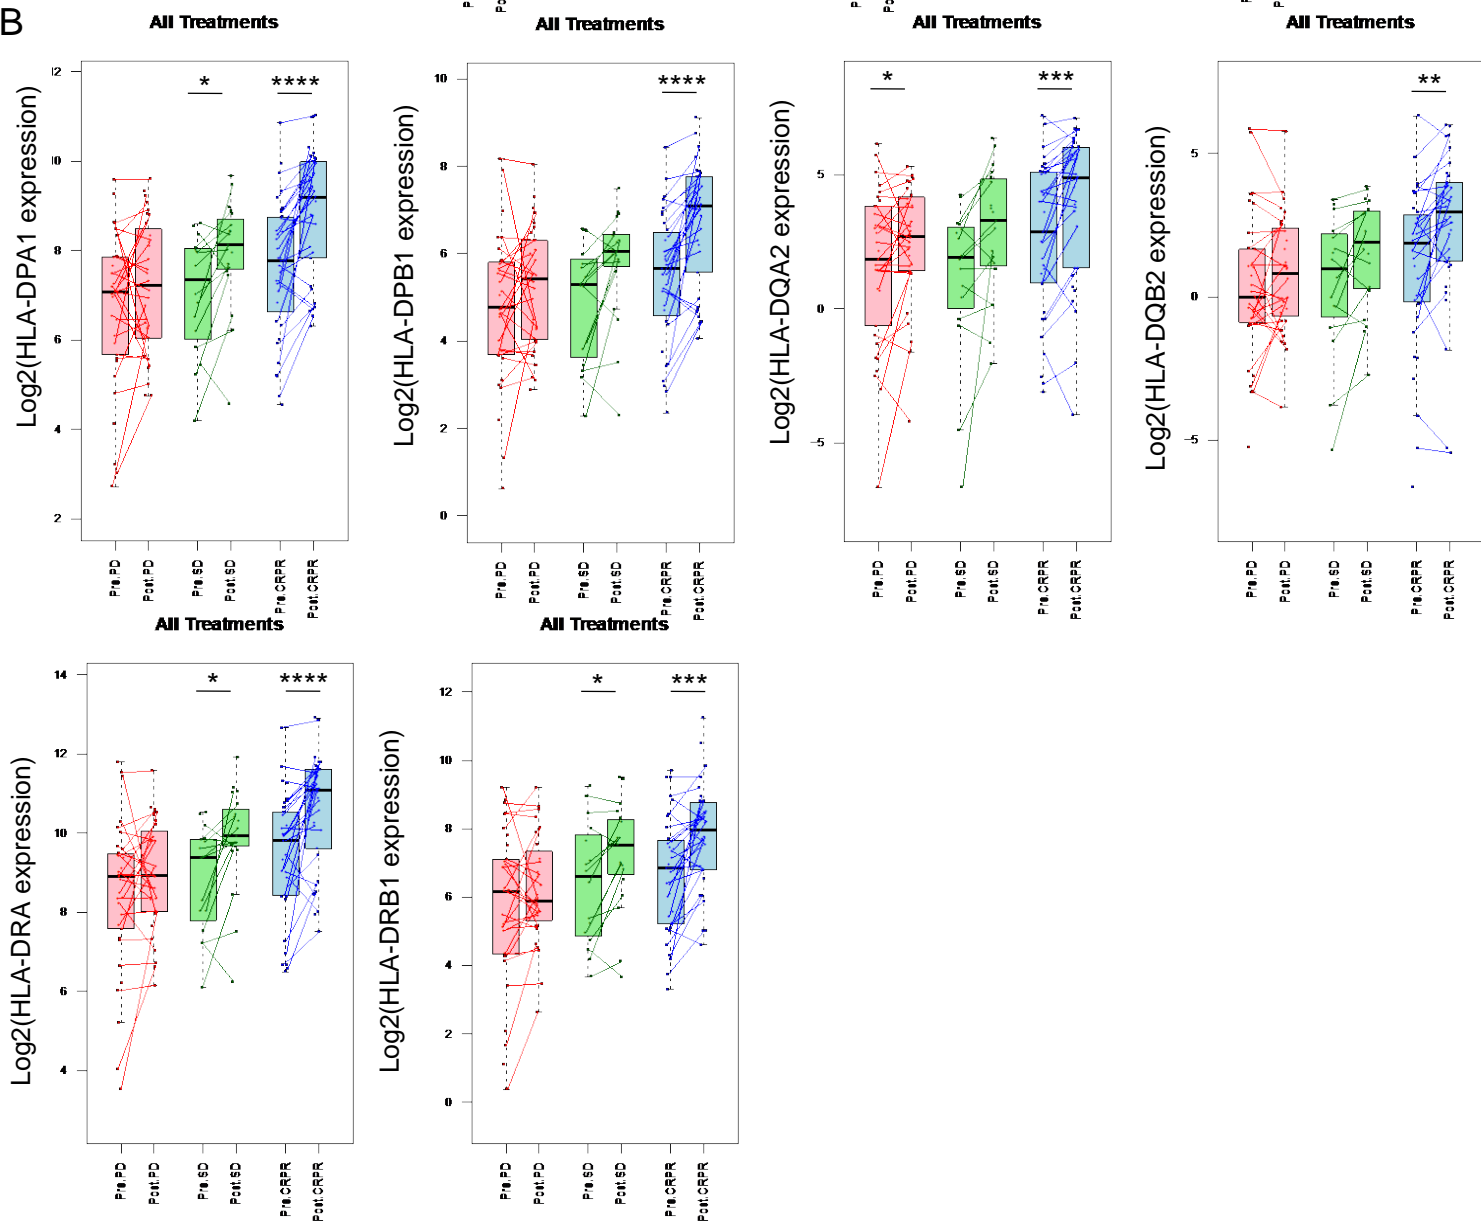 B
All Treatments
All Treatments
All Treatments
All Treatments
Log2(HLA-DPA1 expression)
12
10
8
6
4
2
*
****
Pre.PD
Post.PD
Pre.SD
Post.SD
Pre.CRPR
Post.CRPR
Log2(HLA-DPB1 expression)
10
8
6
4
2
0
****
Pre.PD
Post.PD
Pre.SD
Post.SD
Pre.CRPR
Post.CRPR
Log2(HLA-DQA2 expression)
5
0
-5
*
***
Pre.PD
Post.PD
Pre.SD
Post.SD
Pre.CRPR
Post.CRPR
Log2(HLA-DQB2 expression)
5
0
-5
**
Pre.PD
Post.PD
Pre.SD
Post.SD
Pre.CRPR
Post.CRPR
All Treatments
All Treatments
Log2(HLA-DRA expression)
14
12
10
8
6
4
*
****
Pre.PD
Post.PD
Pre.SD
Post.SD
Pre.CRPR
Post.CRPR
Log2(HLA-DRB1 expression)
12
10
8
6
4
2
0
*
***
Pre.PD
Post.PD
Pre.SD
Post.SD
Pre.CRPR
Post.CRPR